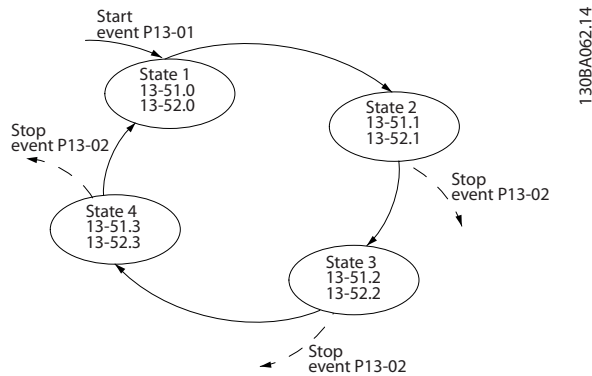 Start
event P13-01
State 1
13-51.0
13-52.0
State 2
13-51.1
13-52.1
Stop
event P13-02
State 3
13-51.2
13-52.2
Stop
event P13-02
State 4
13-51.3
13-52.3
Stop
event P13-02
130BA062.14